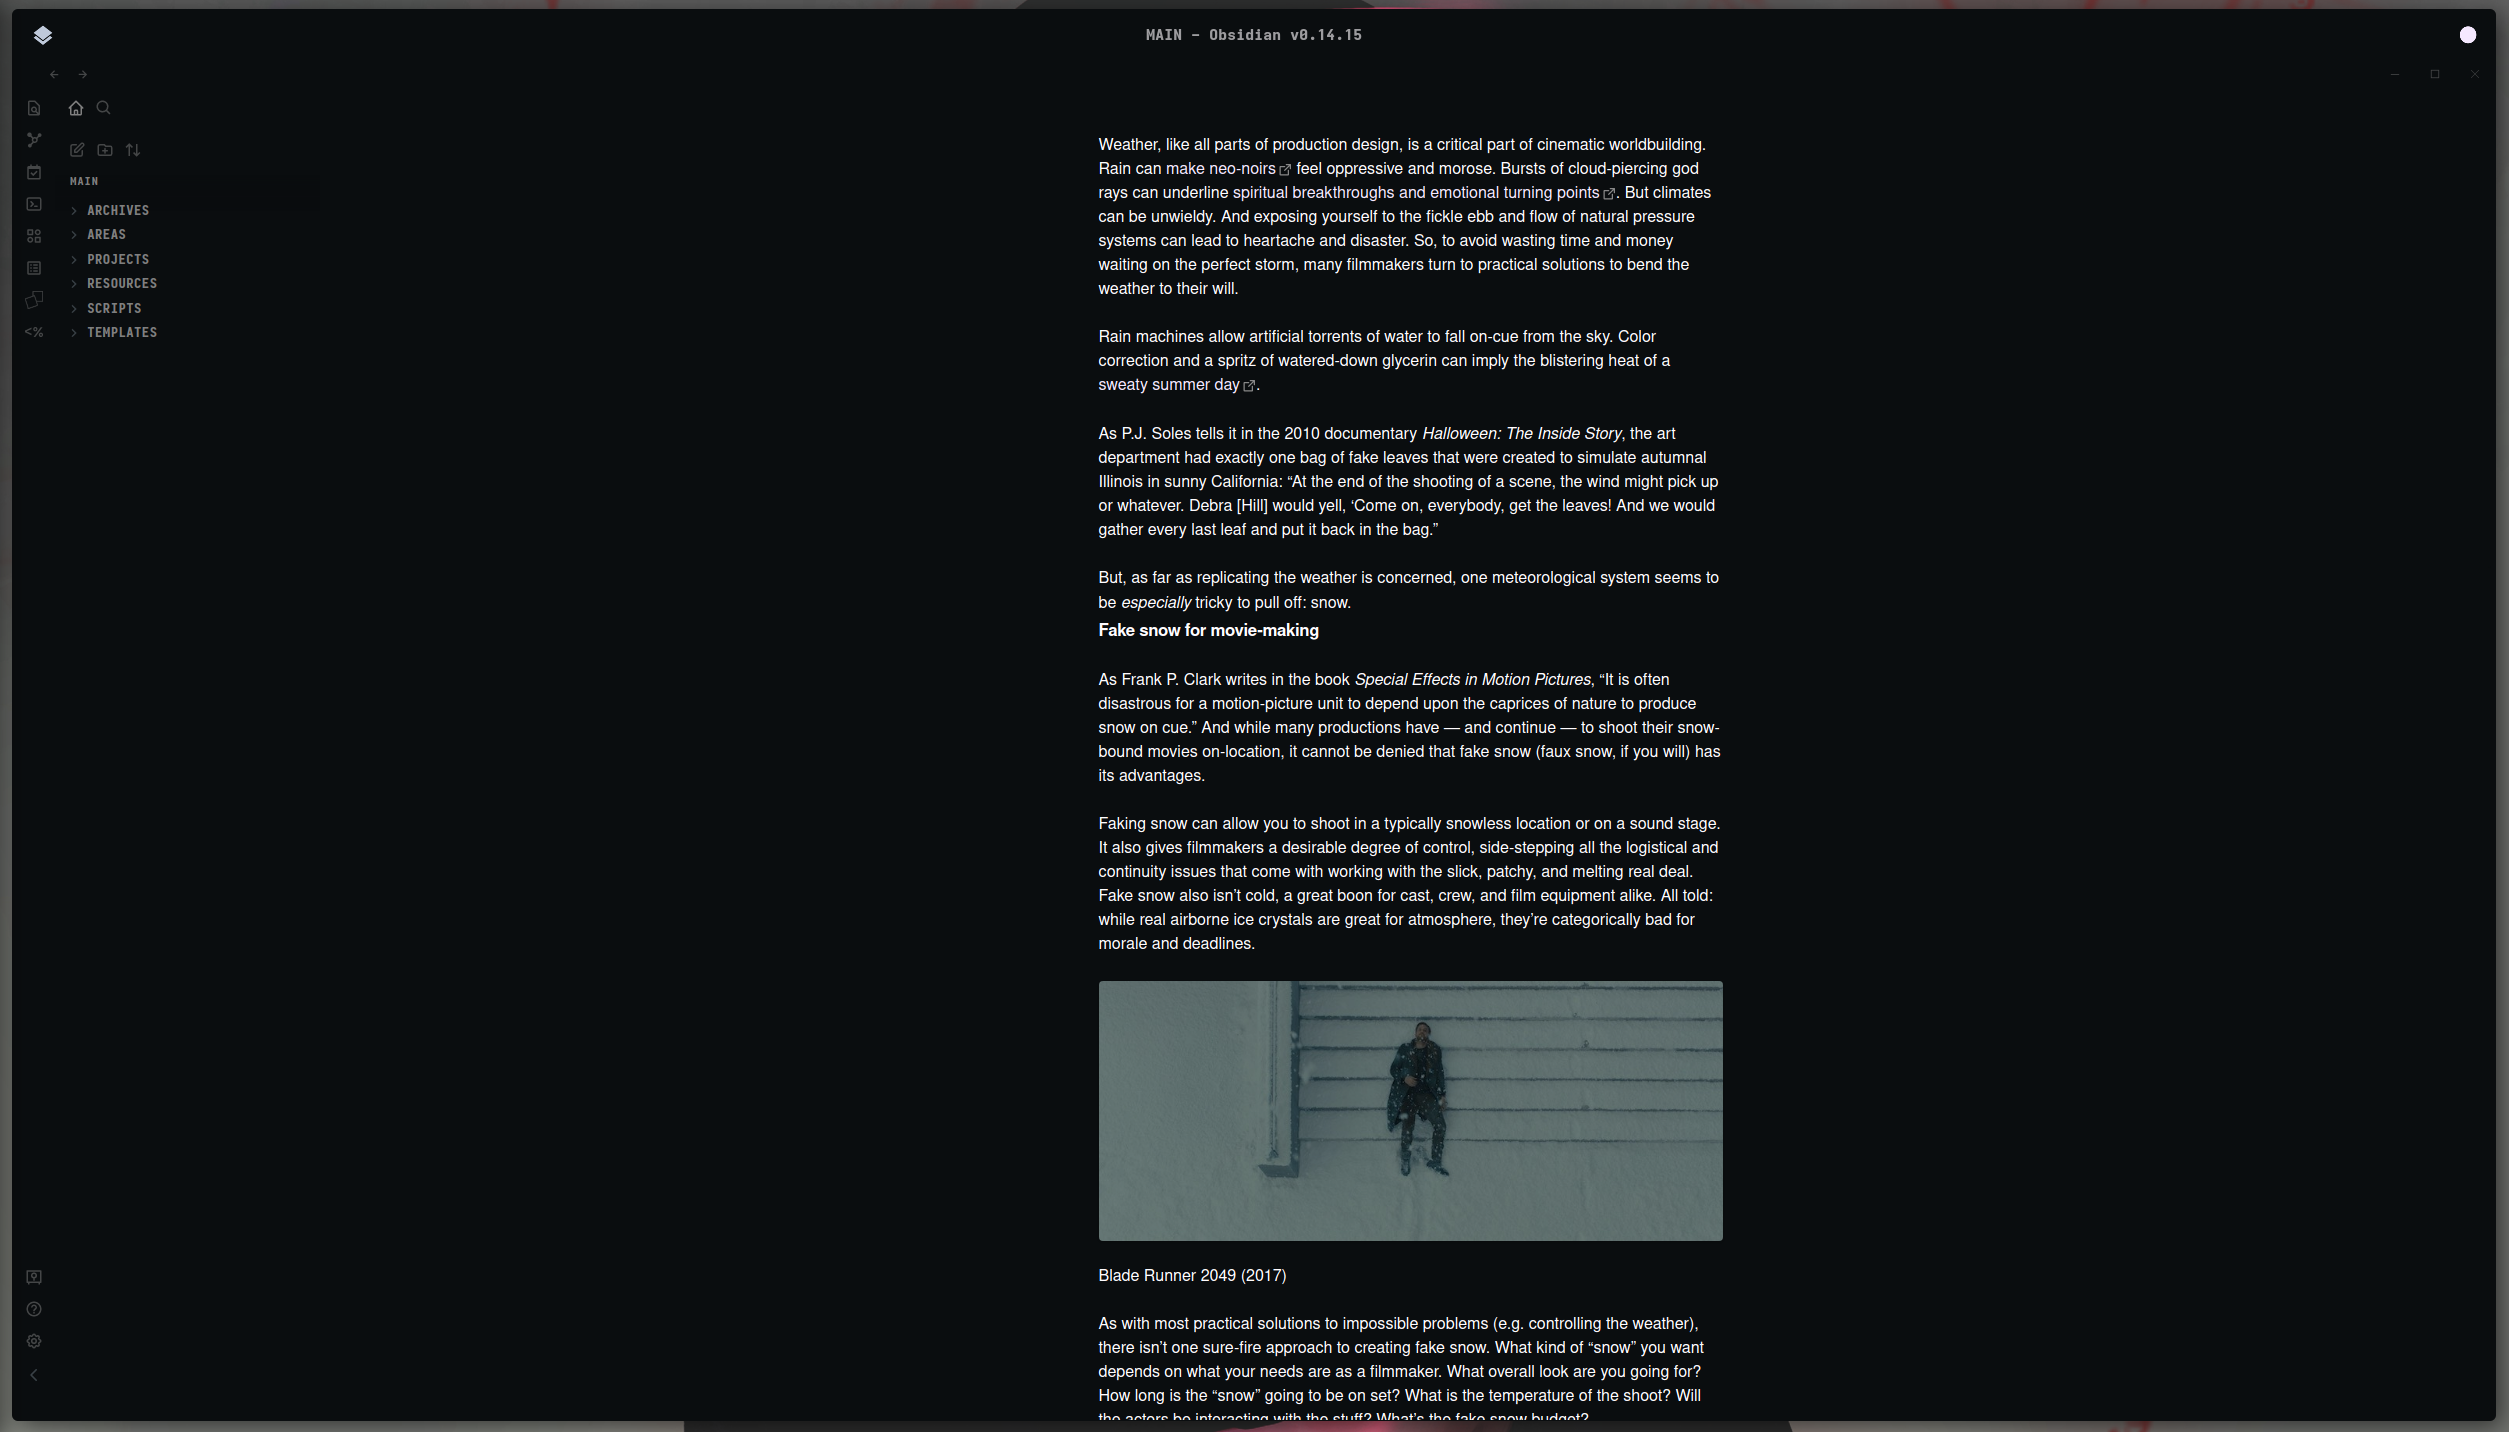 MAIN - Obsidian v0.14.15
MAIN
ARCHIVES
AREAS
PROJECTS
RESOURCES
SCRIPTS
TEMPLATES
<%
Weather, like all parts of production design, is a critical part of cinematic worldbuilding.
Rain can make neo-noirs feel oppressive and morose. Bursts of cloud-piercing god
rays can underline spiritual breakthroughs and emotional turning points. But climates
can be unwieldy. And exposing yourself to the fickle ebb and flow of natural pressure
systems can lead to heartache and disaster. So, to avoid wasting time and money
waiting on the perfect storm, many filmmakers turn to practical solutions to bend the
weather to their will.
Rain machines allow artificial torrents of water to fall on-cue from the sky. Color
correction and a spritz of watered-down glycerin can imply the blistering heat of a
sweaty summer day.
As P.J. Soles tells it in the 2010 documentary Halloween: The Inside Story, the art
department had exactly one bag of fake leaves that were created to simulate autumnal
Illinois in sunny California: “At the end of the shooting of a scene, the wind might pick up
or whatever. Debra [Hill] would yell, ‘Come on, everybody, get the leaves! And we would
gather every last leaf and put it back in the bag.”
But, as far as replicating the weather is concerned, one meteorological system seems to
be especially tricky to pull off: snow.
Fake snow for movie-making
As Frank P. Clark writes in the book Special Effects in Motion Pictures, “It is often
disastrous for a motion-picture unit to depend upon the caprices of nature to produce
snow on cue.” And while many productions have — and continue — to shoot their snow-
bound movies on-location, it cannot be denied that fake snow (faux snow, if you will) has
its advantages.
Faking snow can allow you to shoot in a typically snowless location or on a sound stage.
It also gives filmmakers a desirable degree of control, side-stepping all the logistical and
continuity issues that come with working with the slick, patchy, and melting real deal.
Fake snow also isn’t cold, a great boon for cast, crew, and film equipment alike. All told:
while real airborne ice crystals are great for atmosphere, they’re categorically bad for
morale and deadlines.
Blade Runner 2049 (2017)
As with most practical solutions to impossible problems (e.g. controlling the weather),
there isn’t one sure-fire approach to creating fake snow. What kind of “snow” you want
depends on what your needs are as a filmmaker. What overall look are you going for?
How long is the “snow” going to be on set? What is the temperature of the shoot? Will
the actors be interacting with the stuff? What’s the fake snow budget?